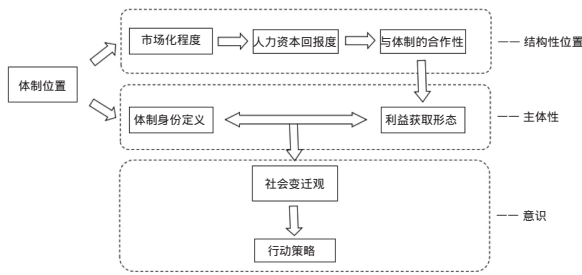 市场化程度
人力资本回报度
与体制的合作性
—— 结构性位置
体制位置
体制身份定义
利益获取形态
—— 主体性
社会变迁观
—— 意识
行动策略